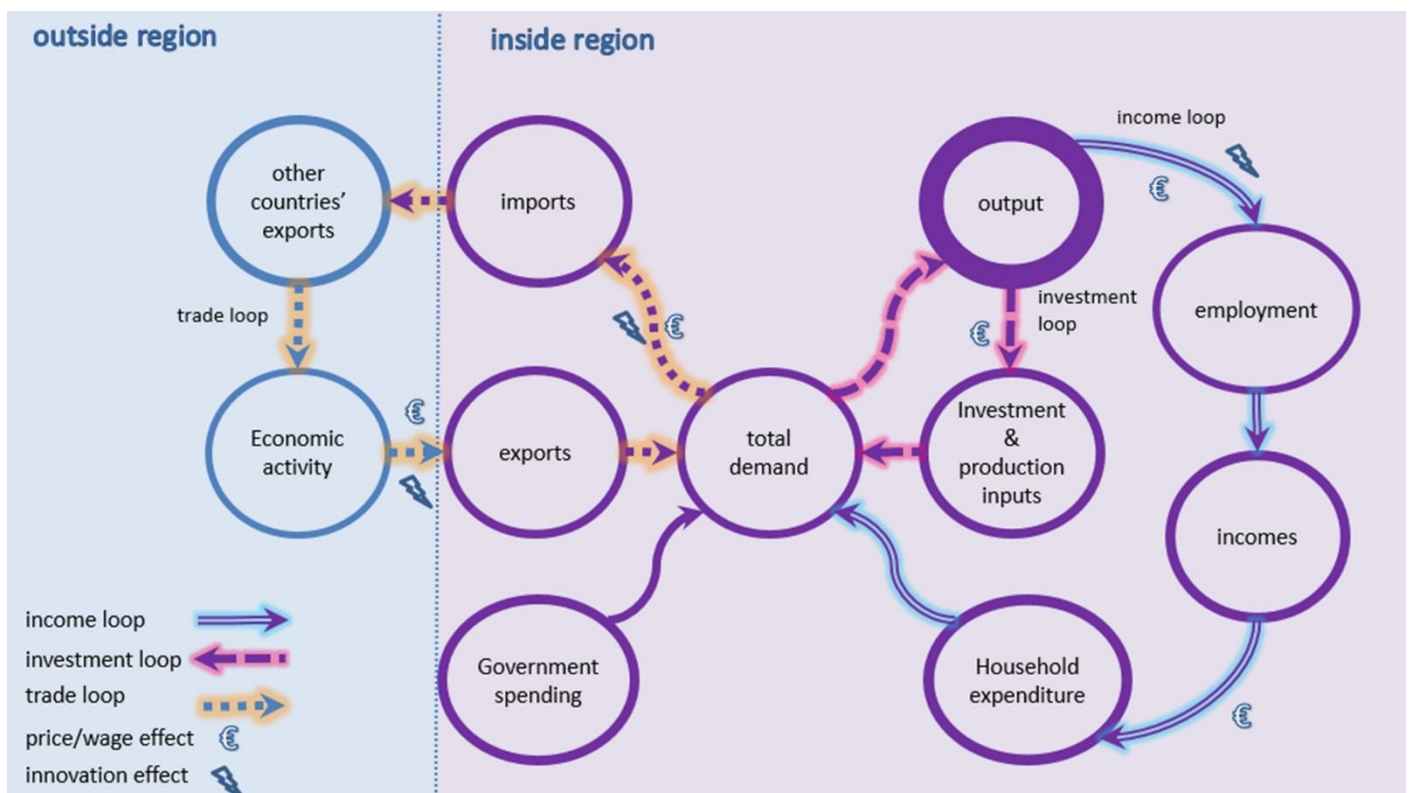 outside region
inside region
other
countries’
exports
imports
output
income loop
employment
trade loop
investment
loop
Economic
activity
exports
total
demand
Investment
&
production
inputs
incomes
Government
spending
Household
expenditure
income loop
investment loop
trade loop
price/wage effect
innovation effect